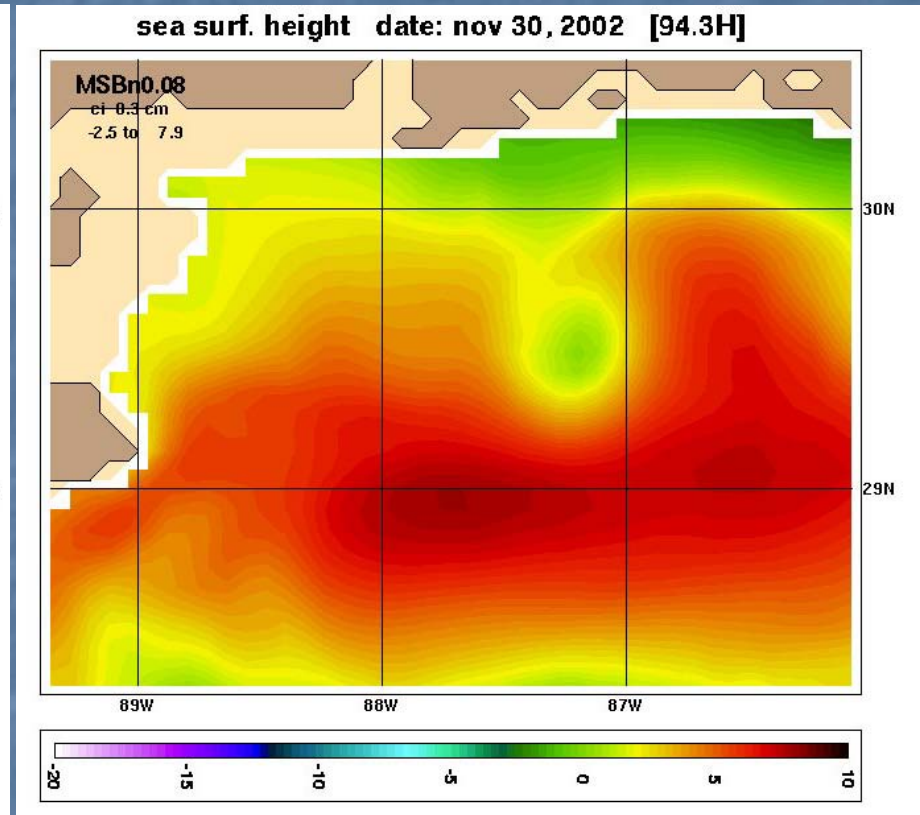 sea surf. height date: nov 30, 2002 [94.3H]
MSBn0.08
ci 0.3 cm
-2.5 to 7.9
30N
29N
89W 88W 87W
-20 -15 -10 -5 0 5 10